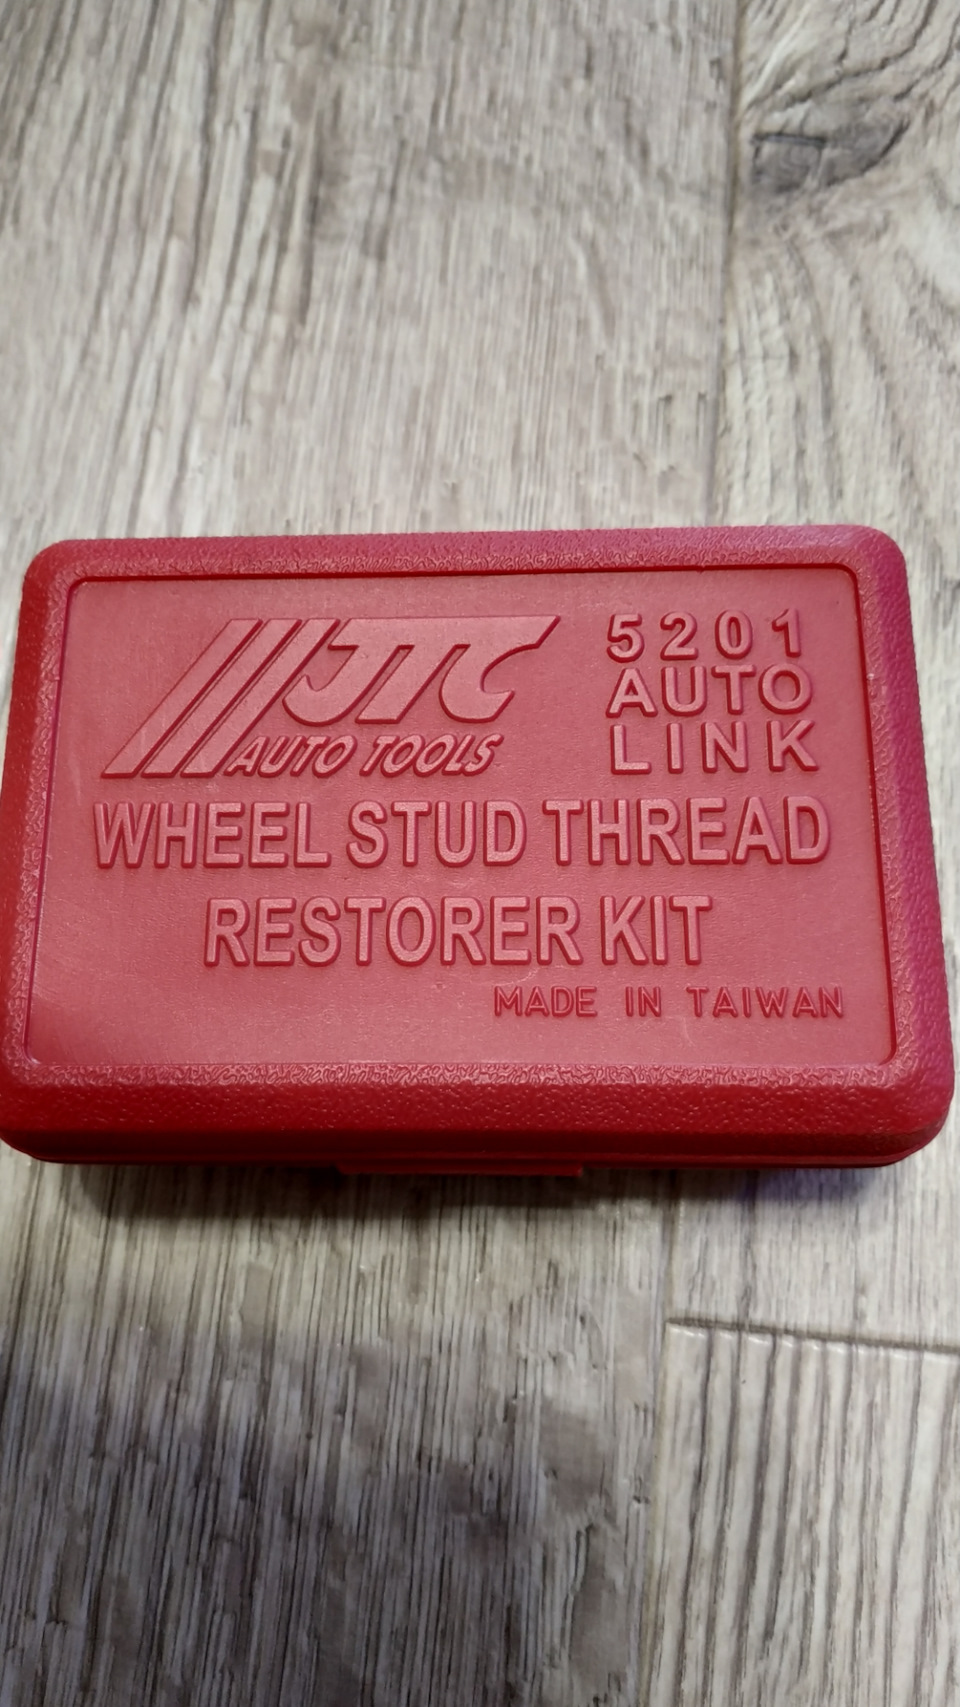 JTC
AUTO TOOLS
5201
AUTO
LINK
WHEEL STUD THREAD
RESTORER KIT
MADE IN TAIWAN